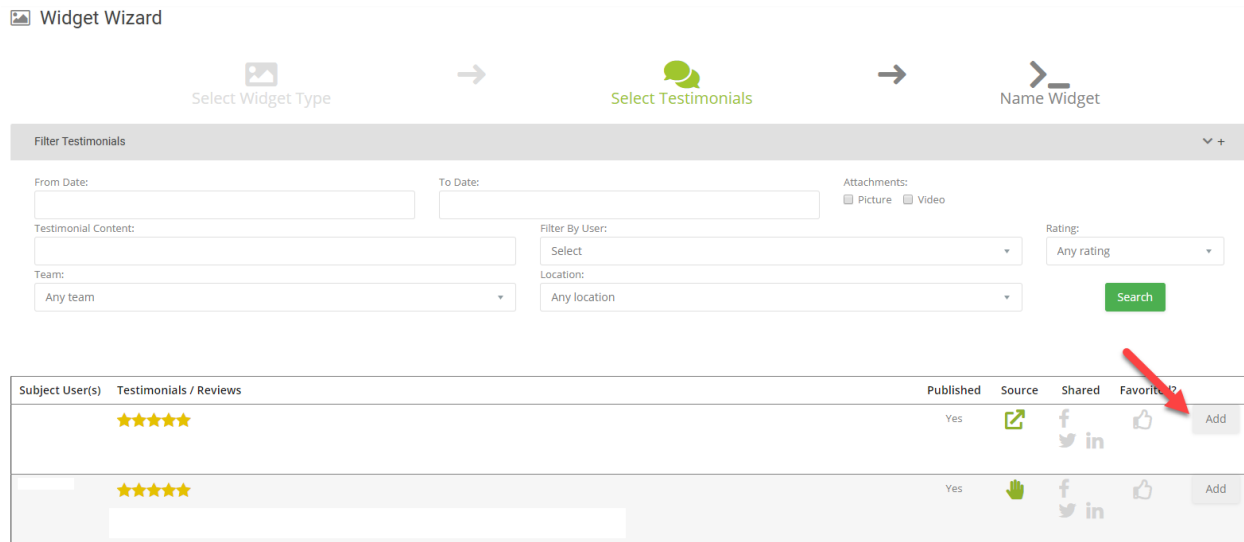 Widget Wizard
Select Widget Type
Select Testimonials
Name Widget
Filter Testimonials
From Date:
To Date:
Attachments:
Picture Video
Testimonial Content:
Filter By User:
Rating:
Select
Any rating
Team:
Location:
Any team
Any location
Search
Subject User(s) Testimonials / Reviews Published Source Shared Favorited?
Yes Add
Yes Add